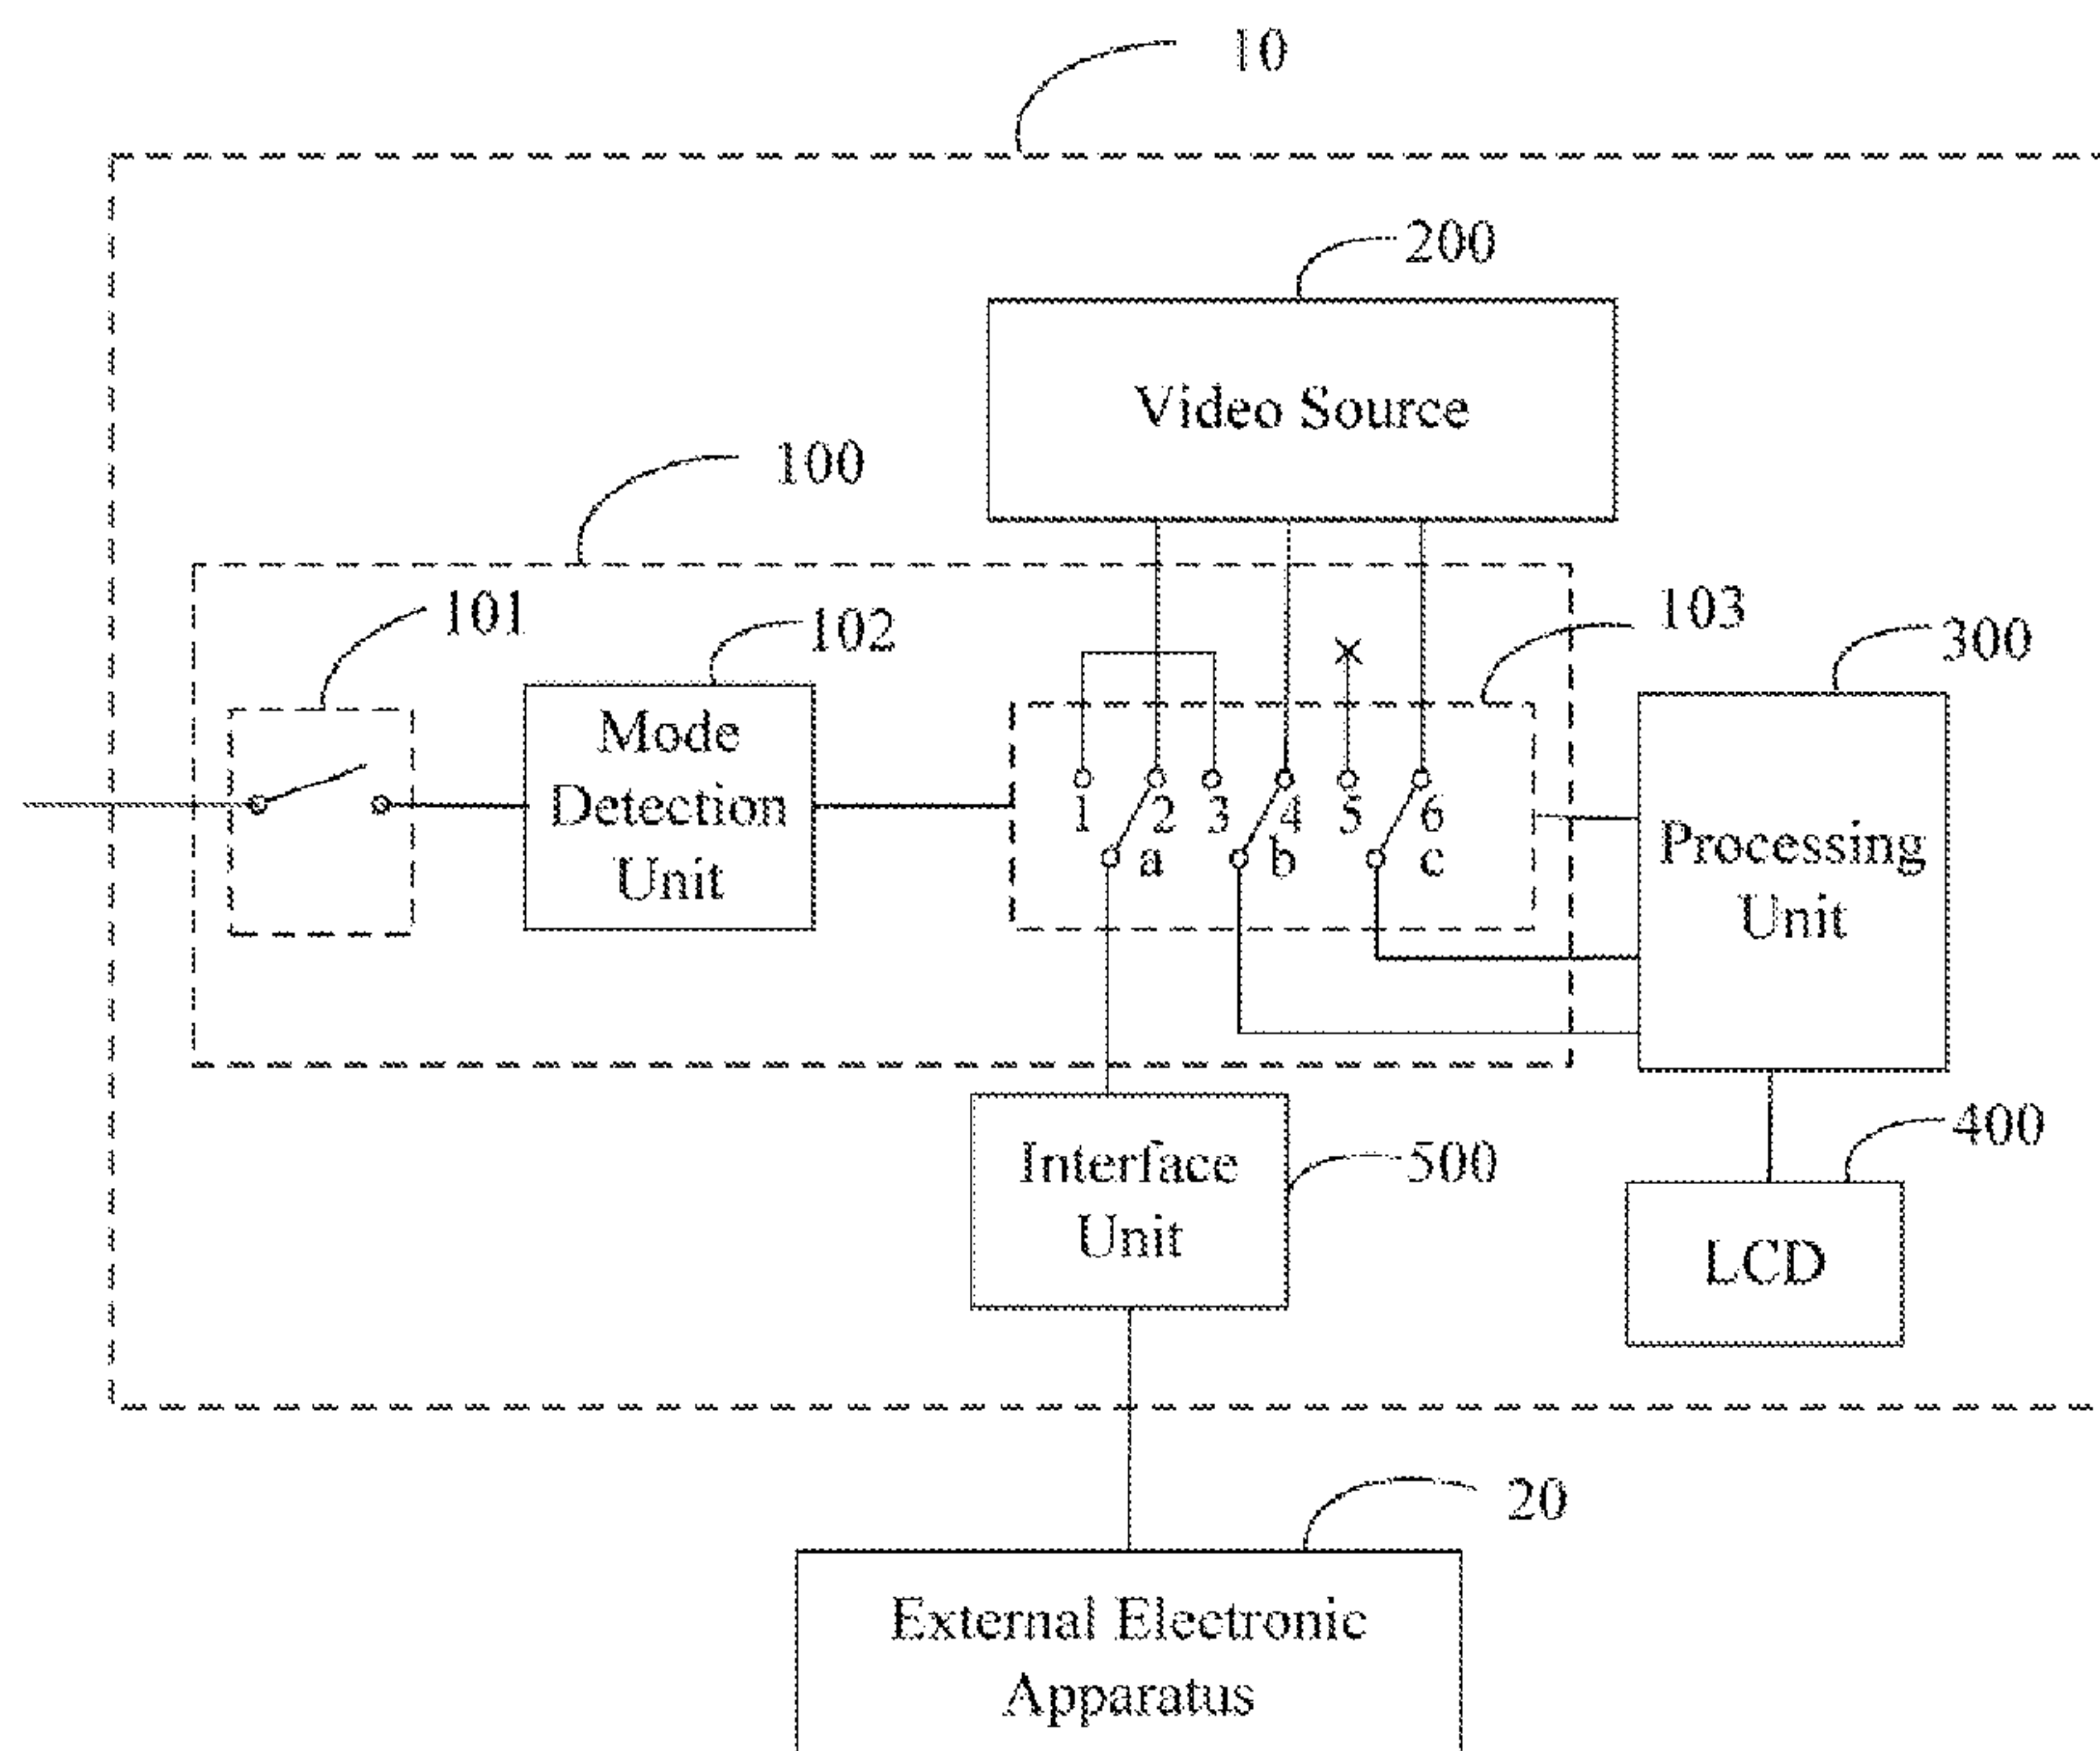 10
200
Video Source
100
101
102
103
300
Mode
Detection
Unit
1 2 3 4 5 6
a b c
Processing
Unit
Interface
Unit
500
400
LCD
20
External Electronic
Apparatus